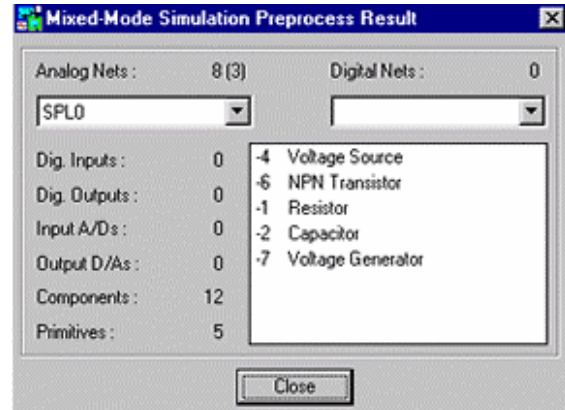 Mixed-Mode Simulation Preprocess Result
Analog Nets : 8 (3) Digital Nets : 0
SPL0
Dig. Inputs : 0
Dig. Outputs : 0
Input A/Ds : 0
Output D/As : 0
Components : 12
Primitives : 5
-4 Voltage Source
-6 NPN Transistor
-1 Resistor
-2 Capacitor
-7 Voltage Generator
Close